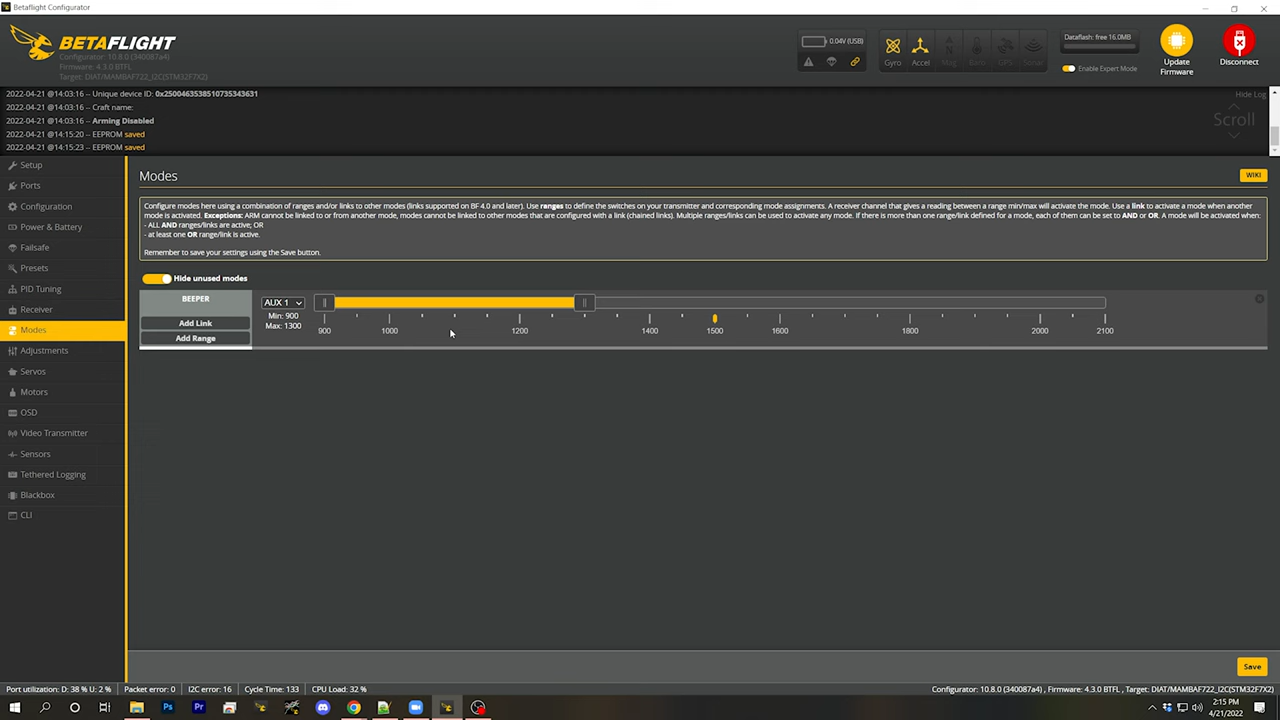 Betaflight Configurator
BETAFLIGHT
Configurator: 10.8.0 (340087a4)
Firmware: 4.3.0 BTFL
Target: DIAT/MAMBAF722_I2C(STM32F7X2)
0.04V (USB)
Gyro
Accel
Mag
Baro
GPS
Sonar
Dataflash: free 16.0MB
Enable Expert Mode
Update
Firmware
Disconnect
2022-04-21 @14:03:16 -- Unique device ID: 0x2500463538510735343631
2022-04-21 @14:03:16 -- Craft name:
2022-04-21 @14:03:16 -- Arming Disabled
2022-04-21 @14:15:20 -- EEPROM saved
2022-04-21 @14:15:23 -- EEPROM saved
Hide Log
Scroll
Setup
Ports
Configuration
Power & Battery
Failsafe
Presets
PID Tuning
Receiver
Modes
Adjustments
Servos
Motors
OSD
Video Transmitter
Sensors
Tethered Logging
Blackbox
CLI
Modes
WIKI
Configure modes here using a combination of ranges and/or links to other modes (links supported on BF 4.0 and later). Use ranges to define the switches on your transmitter and corresponding mode assignments. A receiver channel that gives a reading between a range min/max will activate the mode. Use a link to activate a mode when another
mode is activated. Exceptions: ARM cannot be linked to or from another mode, modes cannot be linked to other modes that are configured with a link (chained links). Multiple ranges/links can be used to activate any mode. If there is more than one range/link defined for a mode, each of them can be set to AND or OR. A mode will be activated when:
- ALL AND ranges/links are active; OR
- at least one OR range/link is active.
Remember to save your settings using the Save button.
Hide unused modes
BEEPER
Add Link
Add Range
AUX 1
Min: 900
Max: 1300
900 1000 1200 1400 1500 1600 1800 2000 2100
Save
Port utilization: D: 38 % U: 2 % Packet error: 0 I2C error: 16 Cycle Time: 133 CPU Load: 32 %
Configurator: 10.8.0 (340087a4) , Firmware: 4.3.0 BTFL , Target: DIAT/MAMBAF722_I2C(STM32F7X2)
2:15 PM
4/21/2022